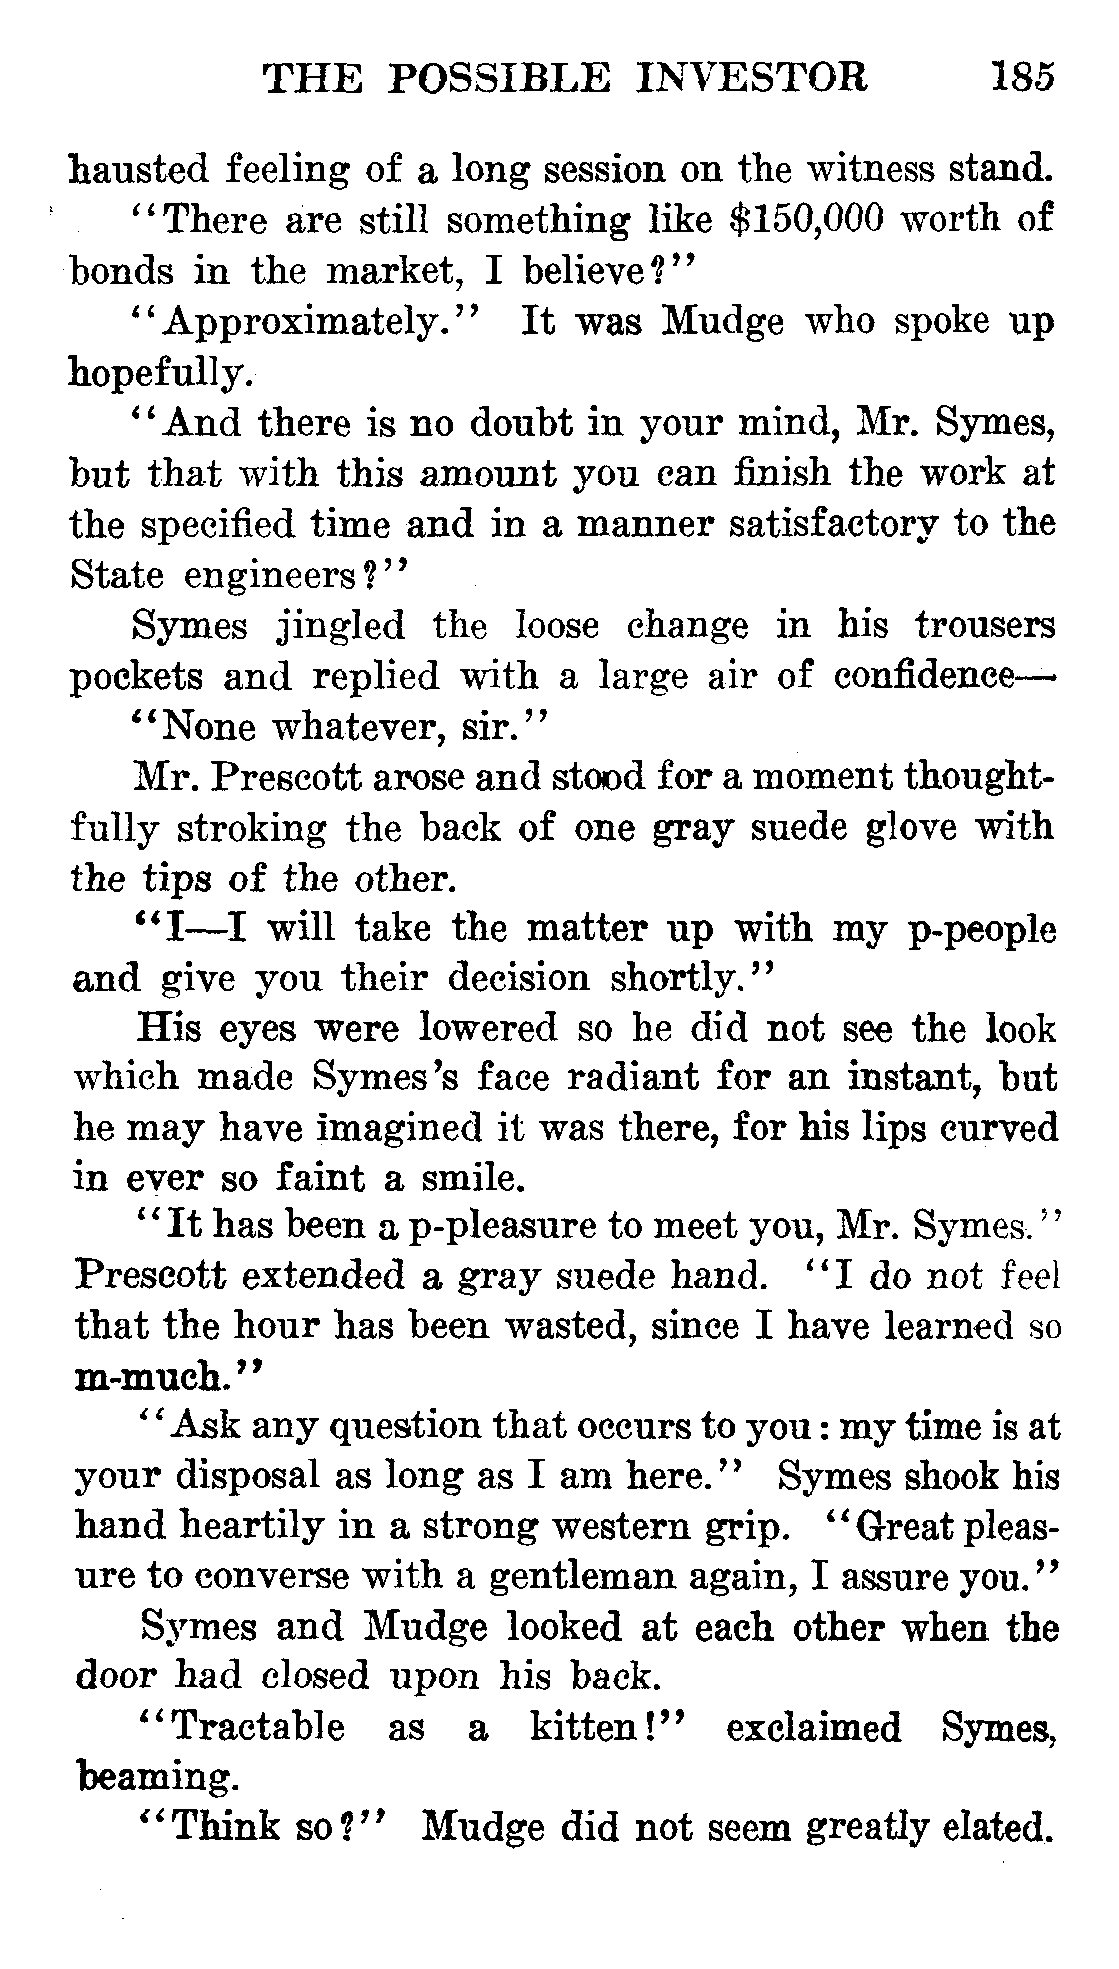 THE POSSIBLE INVESTOR 185
hausted feeling of a long session on the witness stand.
"There are still something like $150,000 worth of
bonds in the market, I believe?"
"Approximately." It was Mudge who spoke up
hopefully.
"And there is no doubt in your mind, Mr. Symes,
but that with this amount you can finish the work at
the specified time and in a manner satisfactory to the
State engineers?"
Symes jingled the loose change in his trousers
pockets and replied with a large air of confidence—
"None whatever, sir."
Mr. Prescott arose and stood for a moment thought-
fully stroking the back of one gray suede glove with
the tips of the other.
"I—I will take the matter up with my p-people
and give you their decision shortly."
His eyes were lowered so he did not see the look
which made Symes's face radiant for an instant, but
he may have imagined it was there, for his lips curved
in ever so faint a smile.
"It has been a p-pleasure to meet you, Mr. Symes."
Prescott extended a gray suede hand. "I do not feel
that the hour has been wasted, since I have learned so
m-much."
"Ask any question that occurs to you: my time is at
your disposal as long as I am here." Symes shook his
hand heartily in a strong western grip. "Great pleas-
ure to converse with a gentleman again, I assure you."
Symes and Mudge looked at each other when the
door had closed upon his back.
"Tractable as a kitten!" exclaimed Symes,
beaming.
"Think so?" Mudge did not seem greatly elated.